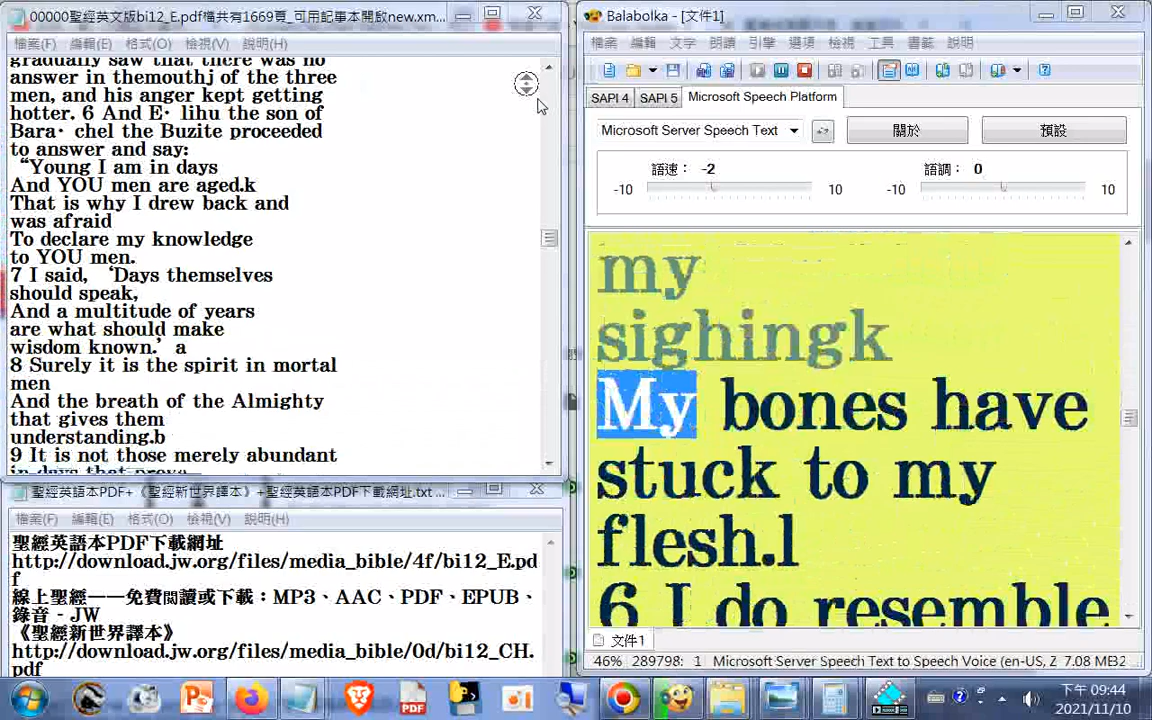 00000聖經英文版bi12_E.pdf檔共有1669頁_可用記事本開啟new.xm...
檔案(F) 編輯(E) 格式(O) 檢視(V) 說明(H)
gradually saw that there was no
answer in themouthj of the three
men, and his anger kept getting
hotter. 6 And E· lihu the son of
Bara· chel the Buzite proceeded
to answer and say:
“Young I am in days
And YOU men are aged.k
That is why I drew back and
was afraid
To declare my knowledge
to YOU men.
7 I said, ‘Days themselves
should speak,
And a multitude of years
are what should make
wisdom known.’ a
8 Surely it is the spirit in mortal
men
And the breath of the Almighty
that gives them
understanding.b
9 It is not those merely abundant
in days that prove
聖經英語本PDF+《聖經新世界譯本》+聖經英語本PDF下載網址.txt ...
檔案(F) 編輯(E) 格式(O) 檢視(V) 說明(H)
聖經英語本PDF下載網址
http://download.jw.org/files/media_bible/4f/bi12_E.pd
f
線上聖經——免費閱讀或下載：MP3、AAC、PDF、EPUB、
錄音 - JW
《聖經新世界譯本》
http://download.jw.org/files/media_bible/0d/bi12_CH.
pdf
Balabolka - [文件1]
檔案 編輯 文字 朗讀 引擎 選項 檢視 工具 書籤 說明
SAPI 4 SAPI 5 Microsoft Speech Platform
Microsoft Server Speech Text 關於 預設
語速： -2 語調： 0
-10 10 -10 10
my
sighingk
My bones have
stuck to my
flesh.l
6 I do resemble
文件1
46% 289798: 1 Microsoft Server Speech Text to Speech Voice (en-US, Z 7.08 MB2
下午 09:44
2021/11/10